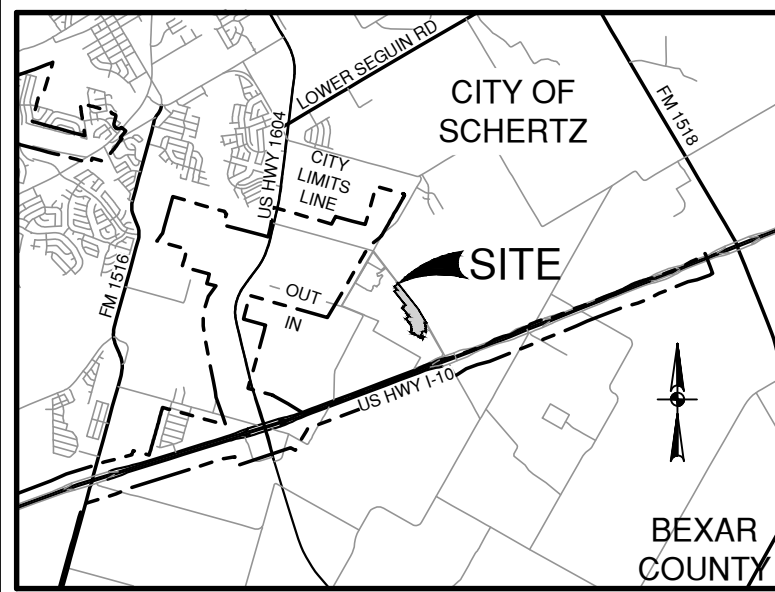 LOWER SEGUIN RD
CITY OF
SCHERTZ
FM 1518
US HWY 1604
CITY
LIMITS
LINE
FM 1516
SITE
OUT
IN
US HWY I-10
BEXAR
COUNTY